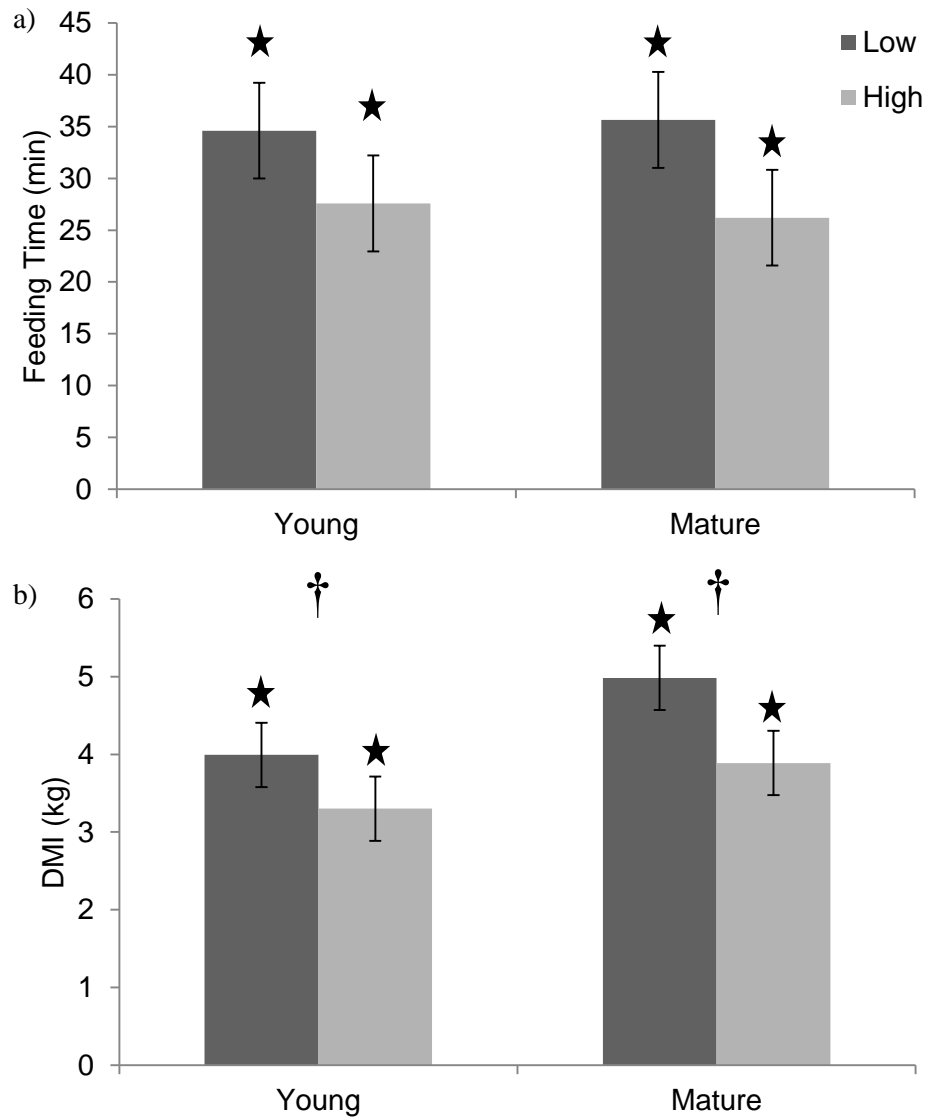 a)
45
40
35
30
25
20
15
10
5
0
Feeding Time (min)
★ ★ ★ ★
Low
High
Young Mature
b)
† †
6
5
4
3
2
1
0
DMI (kg)
★ ★ ★ ★
Young Mature